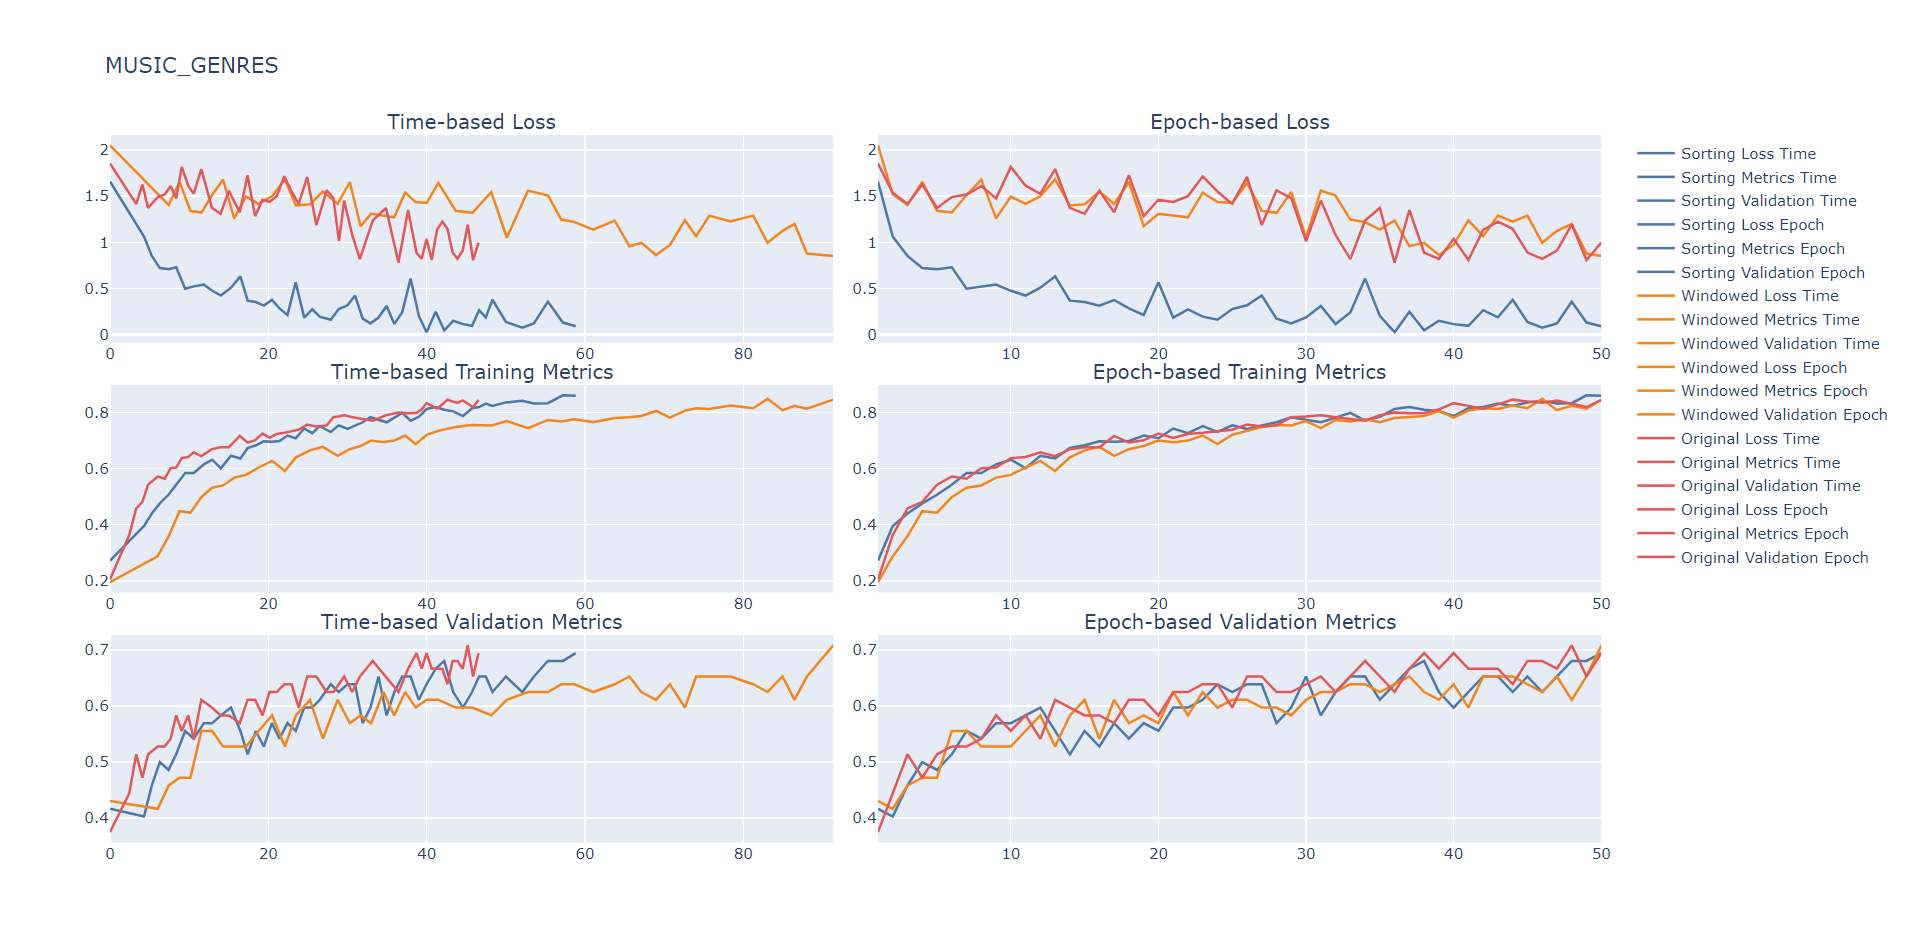 MUSIC_GENRES
Time-based Loss
Epoch-based Loss
2
1.5
1
0.5
0
0 20 40 60 80
2
1.5
1
0.5
0
10 20 30 40 50
Time-based Training Metrics
Epoch-based Training Metrics
0.8
0.6
0.4
0.2
0 20 40 60 80
0.8
0.6
0.4
0.2
10 20 30 40 50
Time-based Validation Metrics
Epoch-based Validation Metrics
0.7
0.6
0.5
0.4
0 20 40 60 80
0.7
0.6
0.5
0.4
10 20 30 40 50
Sorting Loss Time
Sorting Metrics Time
Sorting Validation Time
Sorting Loss Epoch
Sorting Metrics Epoch
Sorting Validation Epoch
Windowed Loss Time
Windowed Metrics Time
Windowed Validation Time
Windowed Loss Epoch
Windowed Metrics Epoch
Windowed Validation Epoch
Original Loss Time
Original Metrics Time
Original Validation Time
Original Loss Epoch
Original Metrics Epoch
Original Validation Epoch